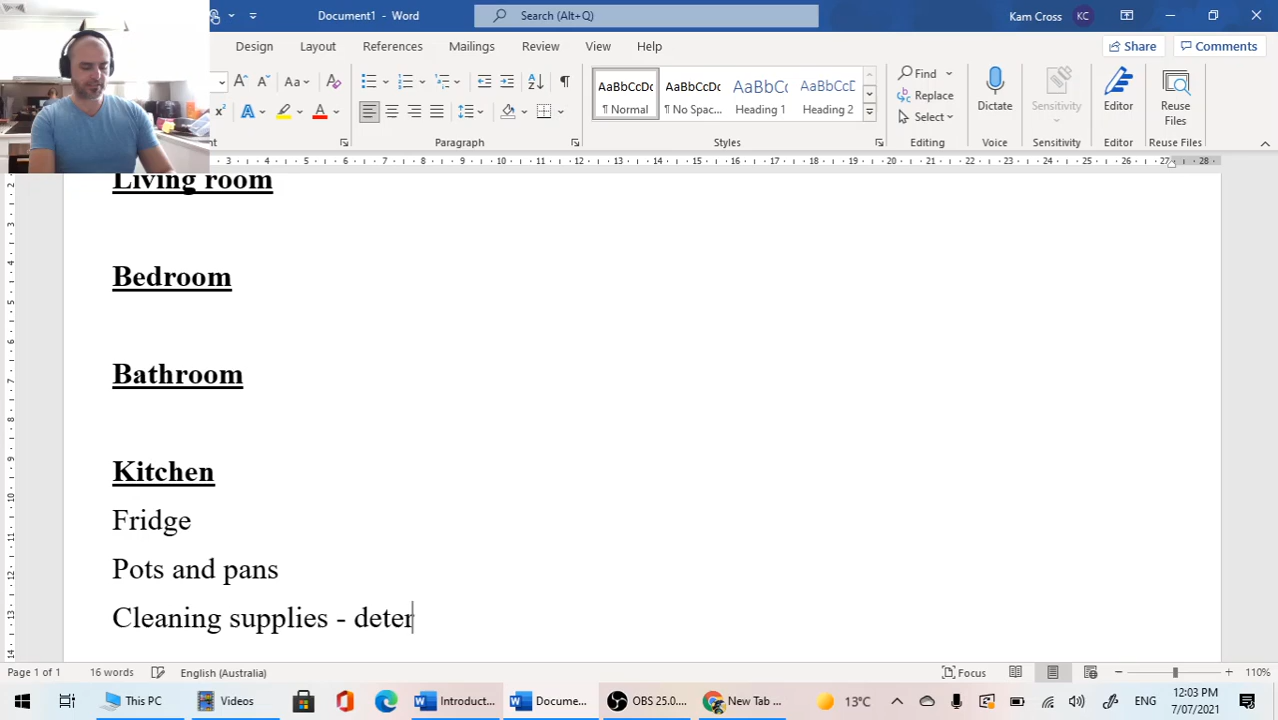 Document1 - Word
Search (Alt+Q)
Kam Cross
KC
Design
Layout
References
Mailings
Review
View
Help
Share
Comments
Aa
AaBbCcDc
AaBbCcDc
AaBbC
AaBbCcD
¶ Normal
¶ No Spac...
Heading 1
Heading 2
Find
Replace
Select
Dictate
Sensitivity
Editor
Reuse
Files
Paragraph
Styles
Editing
Voice
Sensitivity
Editor
Reuse Files
Living room
Bedroom
Bathroom
Kitchen
Fridge
Pots and pans
Cleaning supplies - deter
Page 1 of 1
16 words
English (Australia)
Focus
110%
This PC
Videos
Introduct...
Docume...
OBS 25.0....
New Tab ...
13°C
ENG
12:03 PM
7/07/2021